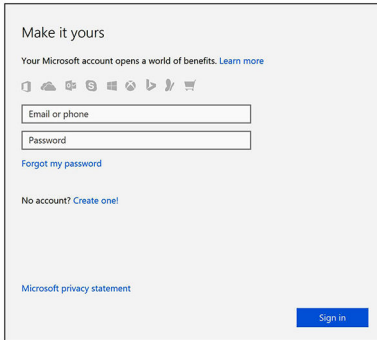 Make it yours
Your Microsoft account opens a world of benefits. Learn more
Email or phone
Password
Forgot my password
No account? Create one!
Microsoft privacy statement
Sign in